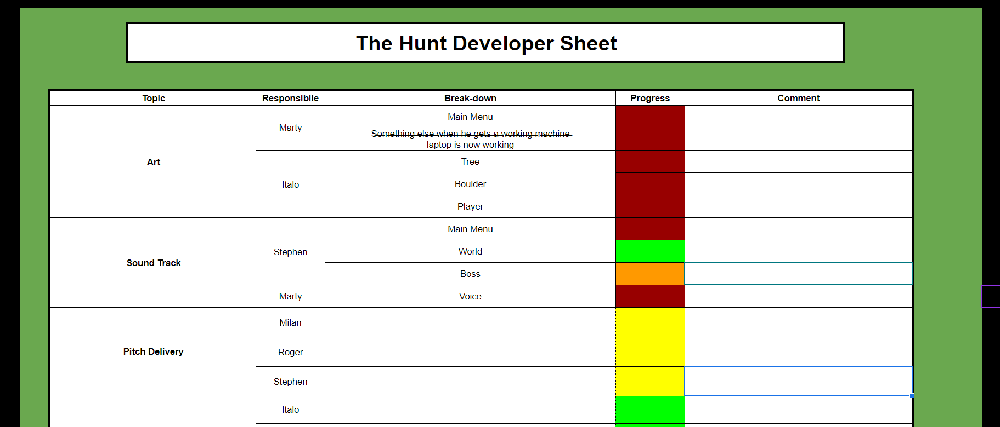 The Hunt Developer Sheet
Topic Responsibile Break-down Progress Comment
Art
Marty
Main Menu
Something else when he gets a working machine
laptop is now working
Italo
Tree
Boulder
Player
Sound Track
Stephen
Main Menu
World
Boss
Marty
Voice
Pitch Delivery
Milan
Roger
Stephen
Italo